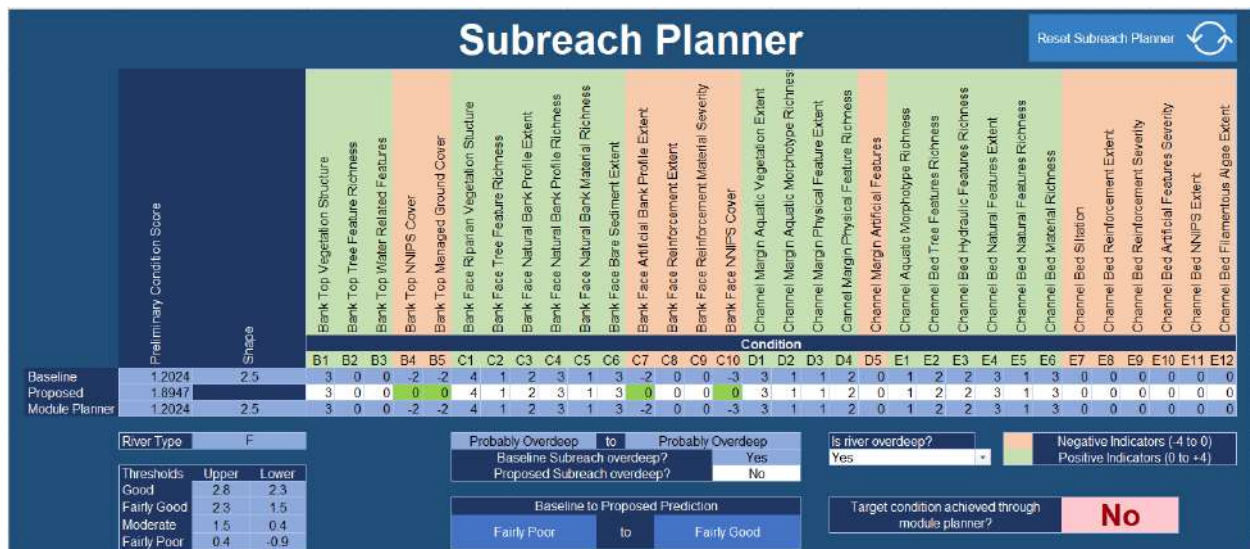 Subreach Planner
Reset Subreach Planner
Preliminary Condition Score
Shape
Bank Top Vegetation Structure
Bank Top Tree Feature Richness
Bank Top Water Related Features
Bank Top NNIPS Cover
Bank Top Managed Ground Cover
Bank Face Riparian Vegetation Stucture
Bank Face Tree Feature Richness
Bank Face Natural Bank Profile Extent
Bank Face Natural Bank Profile Richness
Bank Face Natural Bank Material Richness
Bank Face Bare Sediment Extent
Bank Face Artificial Bank Profile Extent
Bank Face Reinforcement Extent
Bank Face Reinforcement Material Severity
Bank Face NNIPS Cover
Channel Margin Aquatic Vegetation Extent
Channel Margin Aquatic Morphotype Richness
Channel Margin Physical Feature Extent
Cannel Margin Physical Feature Richness
Channel Margin Artificial Features
Channel Aquatic Morphotype Richness
Channel Bed Tree Features Richness
Channel Bed Hydraulic Features Richness
Channel Bed Natural Features Extent
Channel Bed Natural Features Richness
Channel Bed Material Richness
Channel Bed Siltation
Channel Bed Reinforcement Extent
Channel Bed Reinforcement Severity
Channel Bed Artificial Features Severity
Channel Bed NNIPS Extent
Channel Bed Filamentous Algae Extent
Condition
B1 B2 B3 B4 B5 C1 C2 C3 C4 C5 C6 C7 C8 C9 C10 D1 D2 D3 D4 D5 E1 E2 E3 E4 E5 E6 E7 E8 E9 E10 E11 E12
Baseline 1.2024 2.5 3 0 0 -2 -2 4 1 2 3 1 3 -2 0 0 -3 3 1 1 2 0 1 2 2 3 1 3 0 0 0 0 0 0
Proposed 1.8947 3 0 0 0 0 4 1 2 3 1 3 0 0 0 0 3 1 1 2 0 1 2 2 3 1 3 0 0 0 0 0 0
Module Planner 1.2024 2.5 3 0 0 -2 -2 4 1 2 3 1 3 -2 0 0 -3 3 1 1 2 0 1 2 2 3 1 3 0 0 0 0 0 0
River Type F
Thresholds Upper Lower
Good 2.8 2.3
Fairly Good 2.3 1.5
Moderate 1.5 0.4
Fairly Poor 0.4 -0.9
Probably Overdeep to Probably Overdeep
Baseline Subreach overdeep? Yes
Proposed Subreach overdeep? No
Baseline to Proposed Prediction
Fairly Poor to Fairly Good
Is river overdeep?
Yes
Negative Indicators (-4 to 0)
Positive Indicators (0 to +4)
Target condition achieved through
module planner?
No